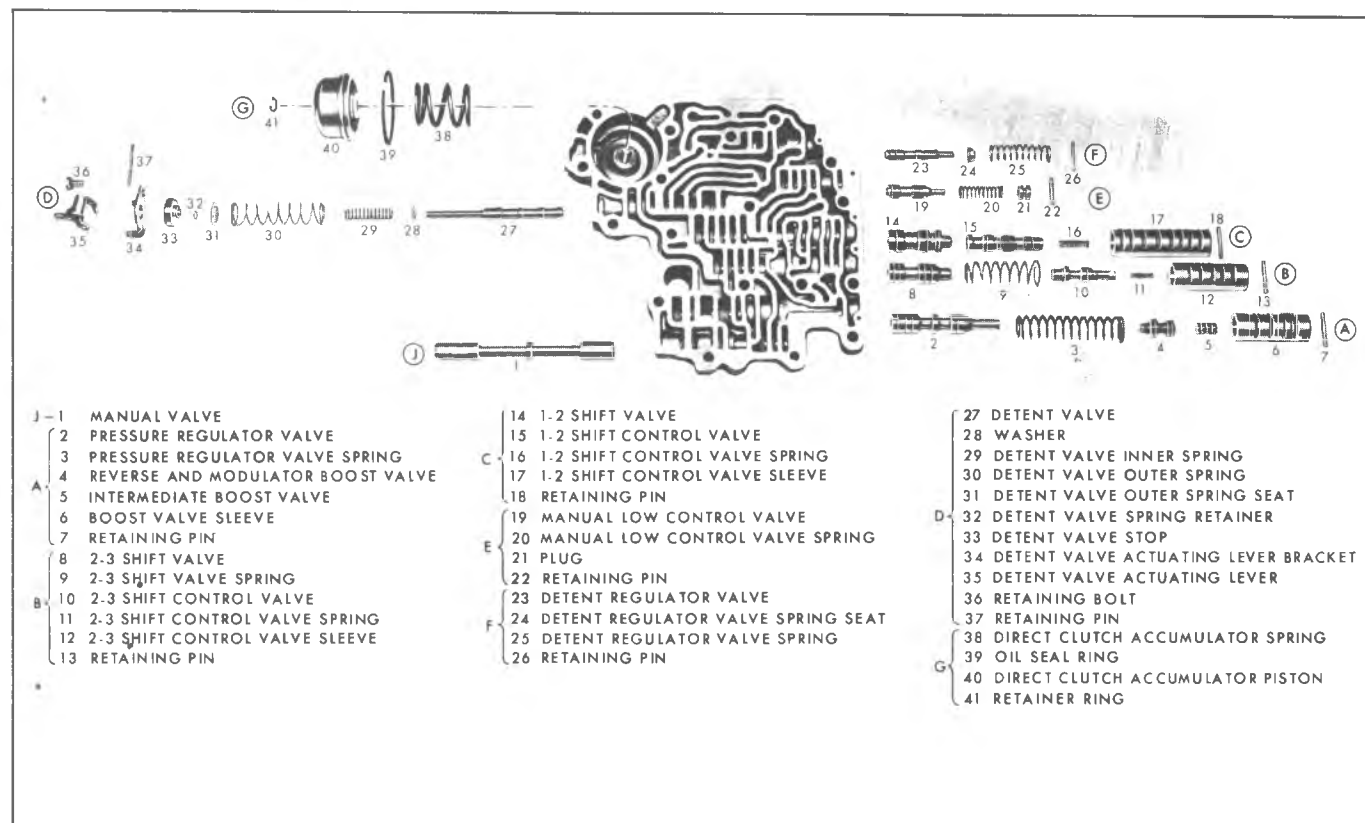 G
41
40
39
38
37
36
D
35
34
33
32
31
30
29
28
27
23
24
25
26
F
19
20
21
22
E
14
15
16
17
18
C
8
9
10
11
12
13
B
2
3
4
5
6
7
A
J
1
J-1 MANUAL VALVE
A
2 PRESSURE REGULATOR VALVE
3 PRESSURE REGULATOR VALVE SPRING
4 REVERSE AND MODULATOR BOOST VALVE
5 INTERMEDIATE BOOST VALVE
6 BOOST VALVE SLEEVE
7 RETAINING PIN
B
8 2-3 SHIFT VALVE
9 2-3 SHIFT VALVE SPRING
10 2-3 SHIFT CONTROL VALVE
11 2-3 SHIFT CONTROL VALVE SPRING
12 2-3 SHIFT CONTROL VALVE SLEEVE
13 RETAINING PIN
C
14 1-2 SHIFT VALVE
15 1-2 SHIFT CONTROL VALVE
16 1-2 SHIFT CONTROL VALVE SPRING
17 1-2 SHIFT CONTROL VALVE SLEEVE
18 RETAINING PIN
E
19 MANUAL LOW CONTROL VALVE
20 MANUAL LOW CONTROL VALVE SPRING
21 PLUG
22 RETAINING PIN
F
23 DETENT REGULATOR VALVE
24 DETENT REGULATOR VALVE SPRING SEAT
25 DETENT REGULATOR VALVE SPRING
26 RETAINING PIN
D
27 DETENT VALVE
28 WASHER
29 DETENT VALVE INNER SPRING
30 DETENT VALVE OUTER SPRING
31 DETENT VALVE OUTER SPRING SEAT
32 DETENT VALVE SPRING RETAINER
33 DETENT VALVE STOP
34 DETENT VALVE ACTUATING LEVER BRACKET
35 DETENT VALVE ACTUATING LEVER
36 RETAINING BOLT
37 RETAINING PIN
G
38 DIRECT CLUTCH ACCUMULATOR SPRING
39 OIL SEAL RING
40 DIRECT CLUTCH ACCUMULATOR PISTON
41 RETAINER RING